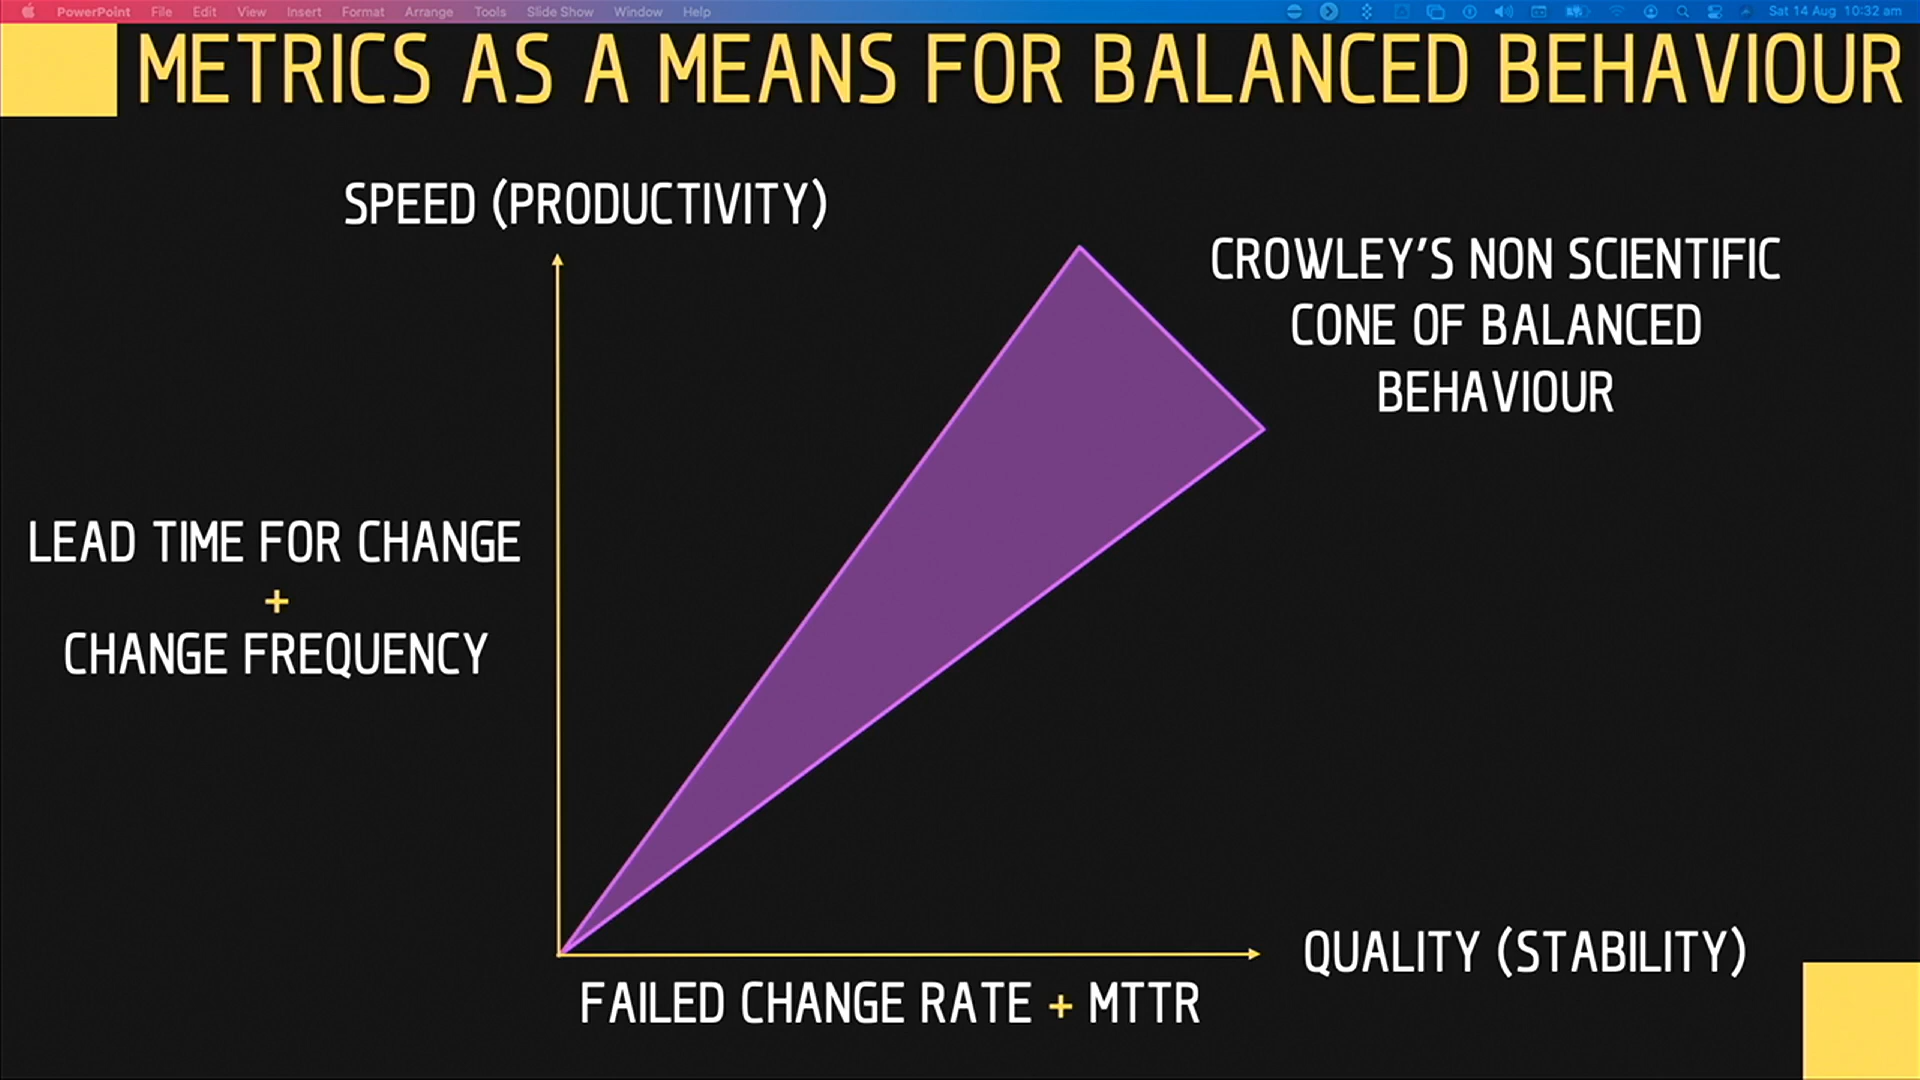 PowerPoint File Edit View Insert Format Arrange Tools Slide Show Window Help Sat 14 Aug 10:32 am
METRICS AS A MEANS FOR BALANCED BEHAVIOUR
SPEED (PRODUCTIVITY)
CROWLEY'S NON SCIENTIFIC
CONE OF BALANCED
BEHAVIOUR
LEAD TIME FOR CHANGE
+
CHANGE FREQUENCY
QUALITY (STABILITY)
FAILED CHANGE RATE + MTTR